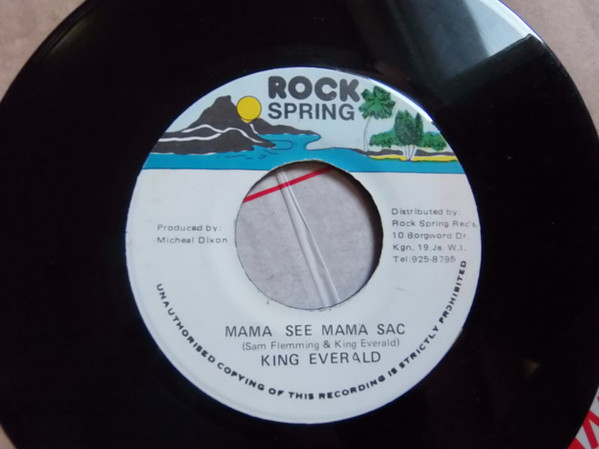 ROCK
SPRING
Produced by:
Micheal Dixon
Distributed by
Rock Spring Rec's
10 Borgword Dr.
Kgn. 19, Ja. W.I.
Tel: 925-8795
MAMA SEE MAMA SAC
(Sam Flemming & King Everald)
KING EVERALD
UNAUTHORISED COPYING OF THIS RECORDING IS STRICTLY PROHIBITED